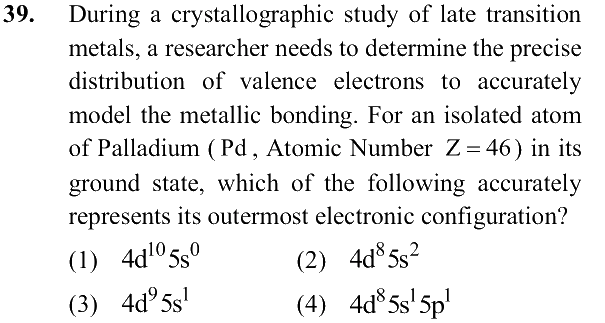 39. During a crystallographic study of late transition
metals, a researcher needs to determine the precise
distribution of valence electrons to accurately
model the metallic bonding. For an isolated atom
of Palladium ( Pd , Atomic Number Z = 46 ) in its
ground state, which of the following accurately
represents its outermost electronic configuration?
(1) 4d¹⁰ 5s⁰ (2) 4d⁸ 5s²
(3) 4d⁹ 5s¹ (4) 4d⁸ 5s¹ 5p¹